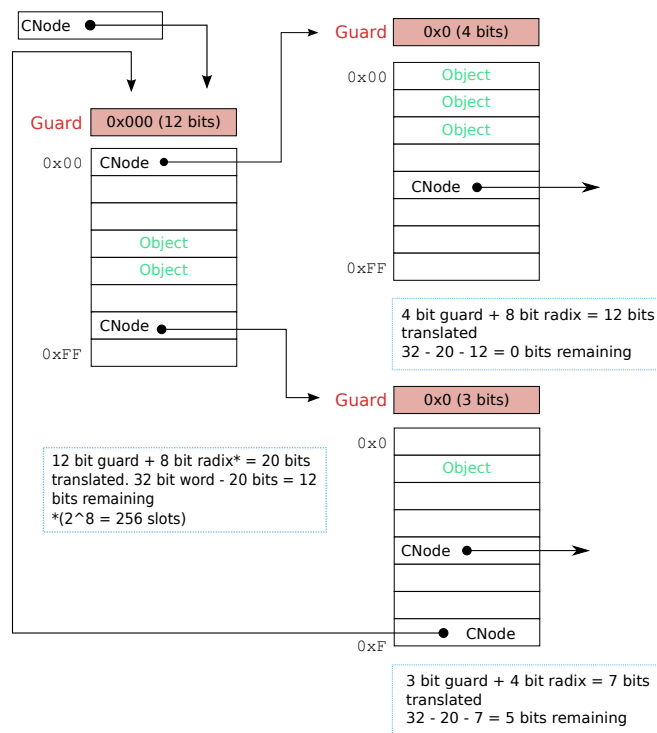 CNode
Guard
0x000 (12 bits)
0x00
CNode
Object
Object
CNode
0xFF
12 bit guard + 8 bit radix* = 20 bits
translated. 32 bit word - 20 bits = 12
bits remaining
*(2^8 = 256 slots)
Guard
0x0 (4 bits)
0x00
Object
Object
Object
CNode
0xFF
4 bit guard + 8 bit radix = 12 bits
translated
32 - 20 - 12 = 0 bits remaining
Guard
0x0 (3 bits)
0x0
Object
CNode
CNode
0xF
3 bit guard + 4 bit radix = 7 bits
translated
32 - 20 - 7 = 5 bits remaining